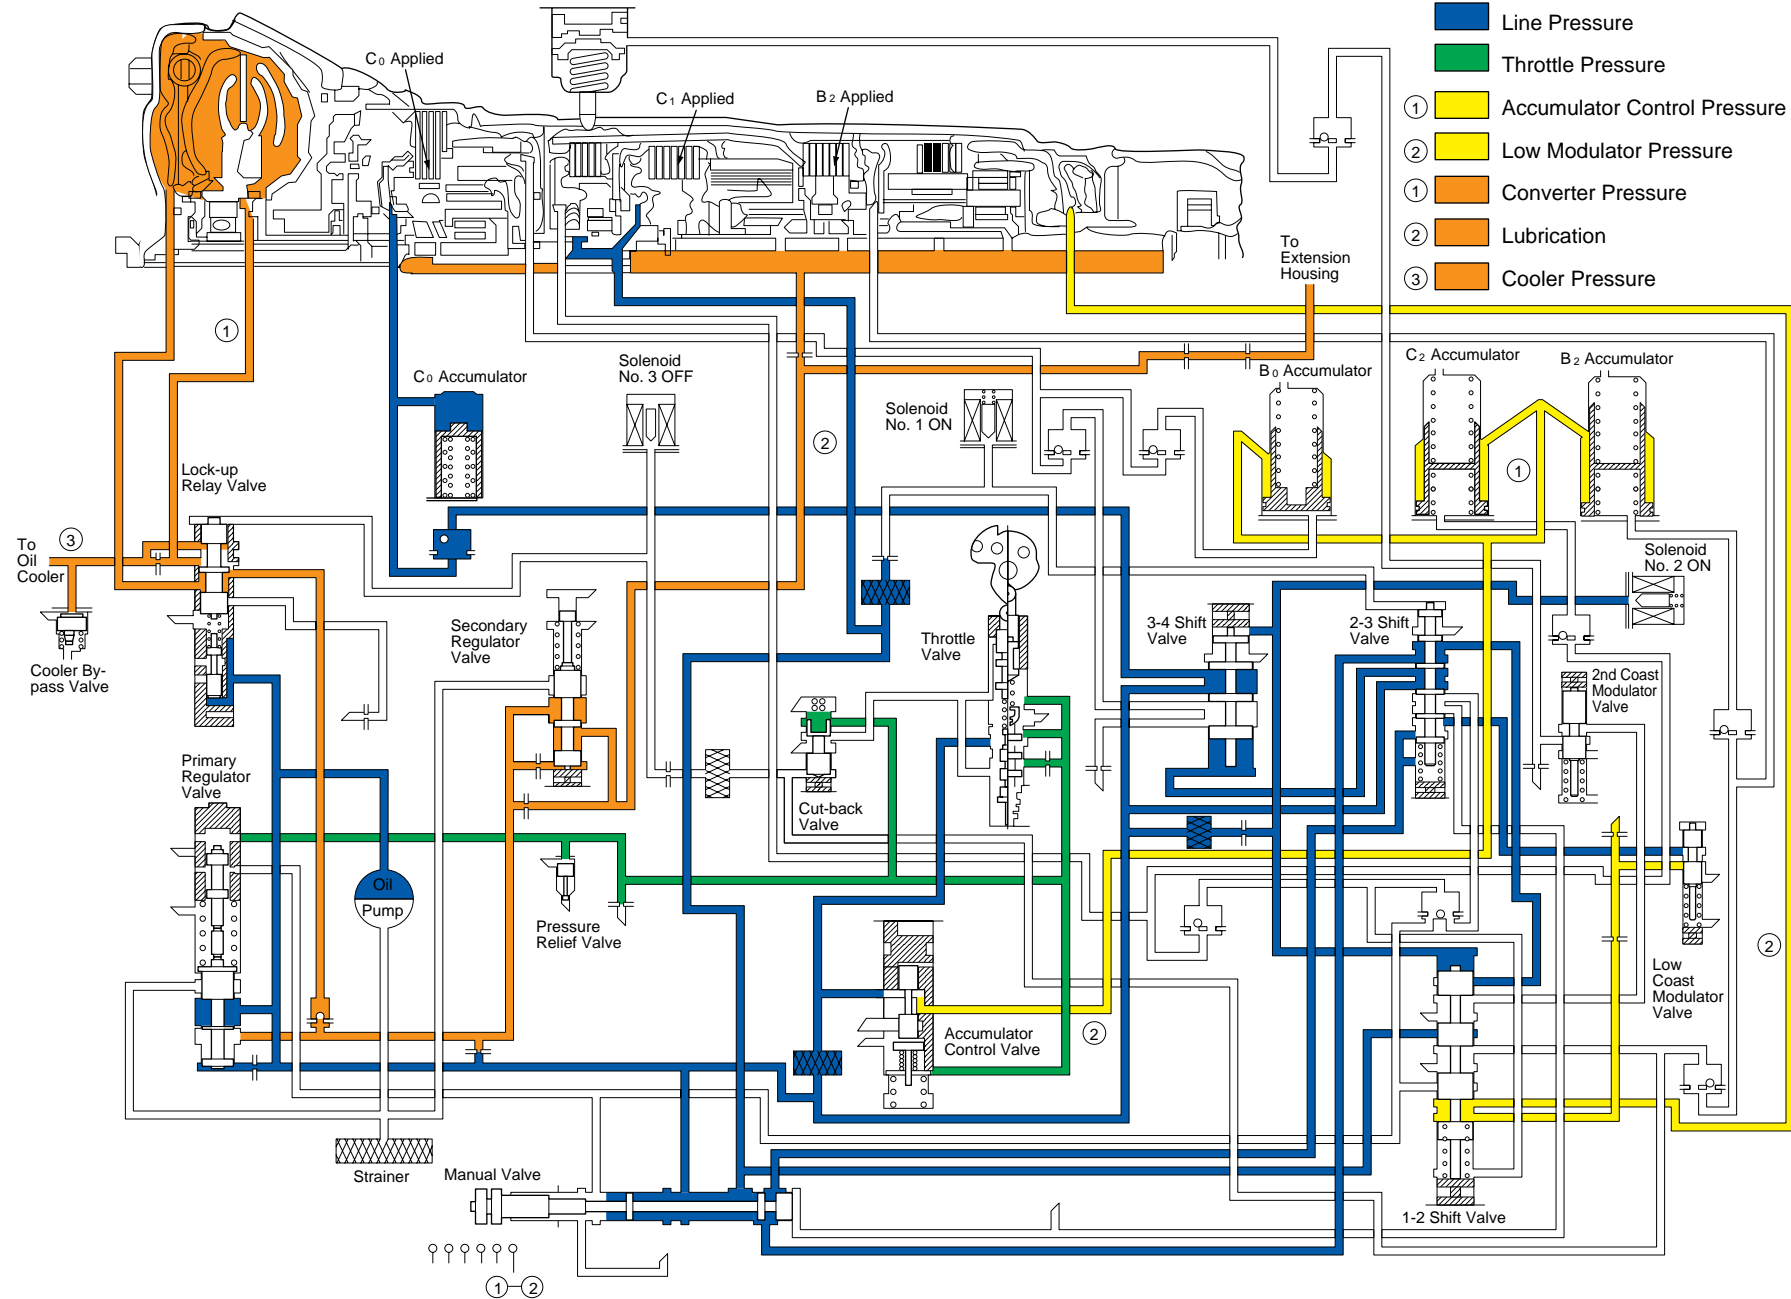 Line Pressure
Throttle Pressure
1 Accumulator Control Pressure
2 Low Modulator Pressure
1 Converter Pressure
2 Lubrication
3 Cooler Pressure
C0 Applied
C1 Applied
B2 Applied
To
Extension
Housing
1
C0 Accumulator
Solenoid
No. 3 OFF
2
Solenoid
No. 1 ON
B0 Accumulator
C2 Accumulator
B2 Accumulator
1
Lock-up
Relay Valve
To
Oil
Cooler
3
Cooler By-
pass Valve
Secondary
Regulator
Valve
Throttle
Valve
3-4 Shift
Valve
2-3 Shift
Valve
Solenoid
No. 2 ON
2nd Coast
Modulator
Valve
Primary
Regulator
Valve
Cut-back
Valve
Oil
Pump
Pressure
Relief Valve
Accumulator
Control Valve
2
Low
Coast
Modulator
Valve
2
Strainer
Manual Valve
1-2 Shift Valve
1 2